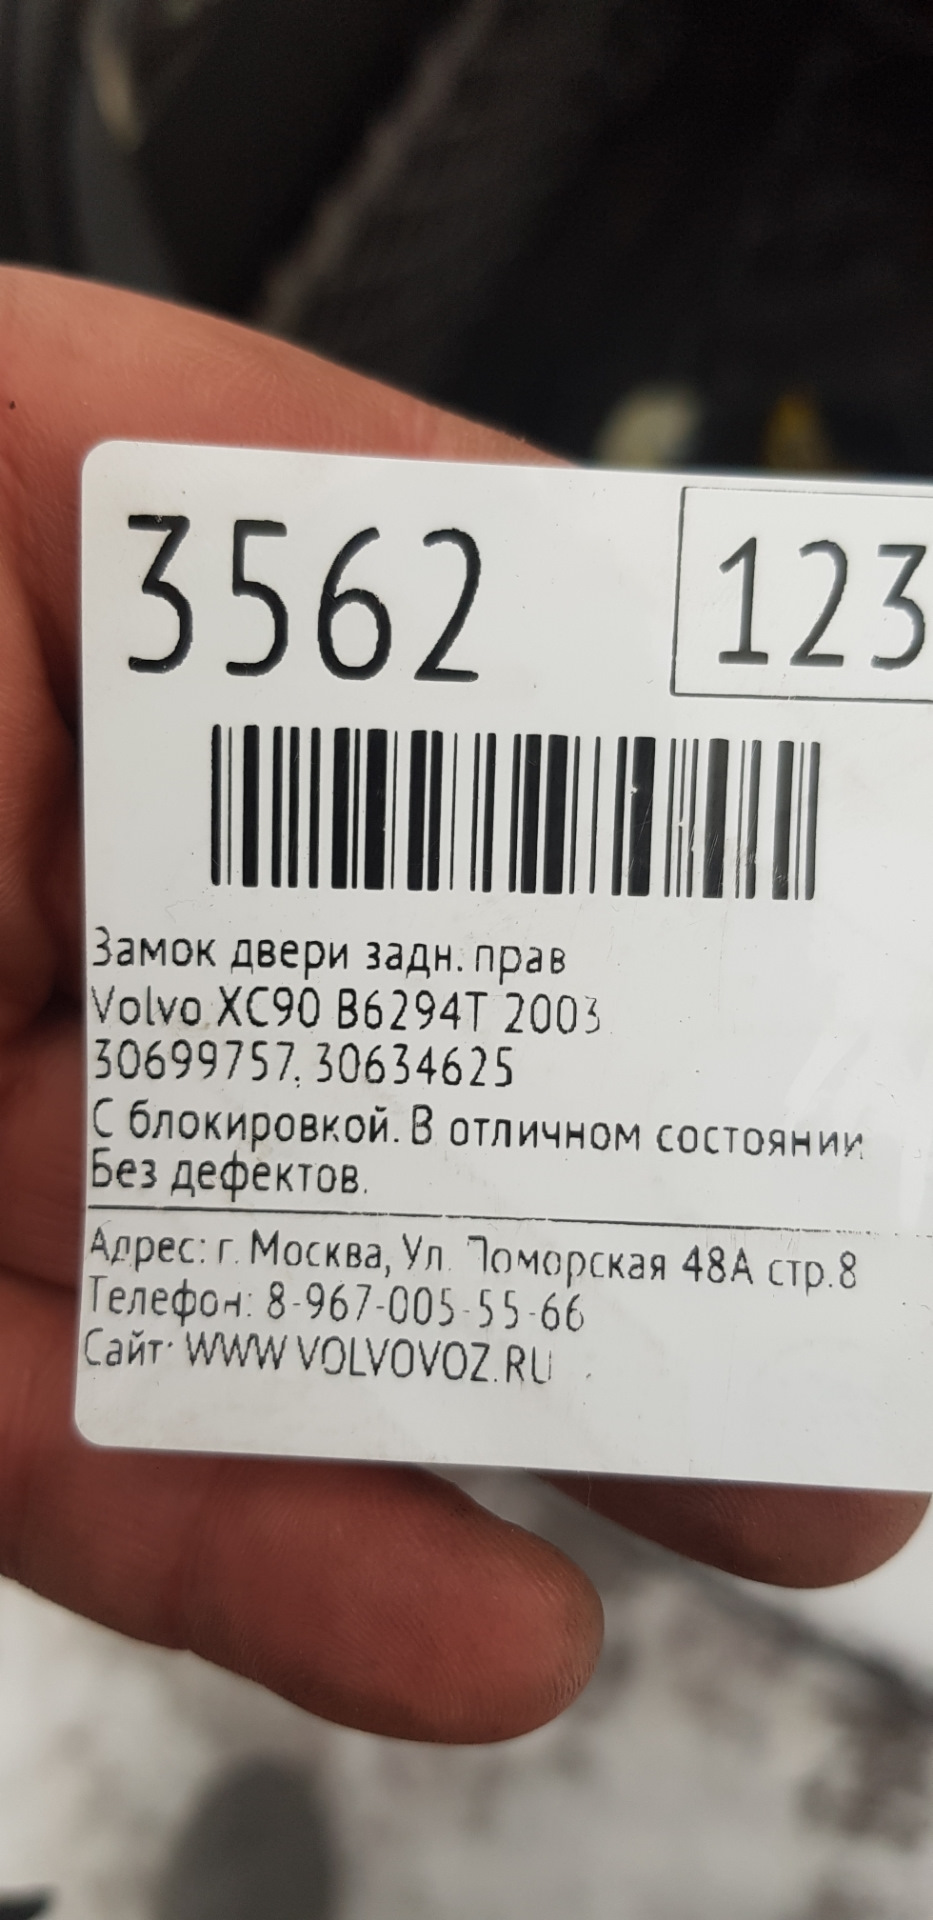 3562
123
Замок двери задн. прав
Volvo XC90 B6294T 2003
30699757, 30634625
С блокировкой. В отличном состоянии
Без дефектов.
Адрес: г. Москва, Ул. Поморская 48А стр.8
Телефон: 8-967-005-55-66
Сайт: WWW.VOLVOVOZ.RU